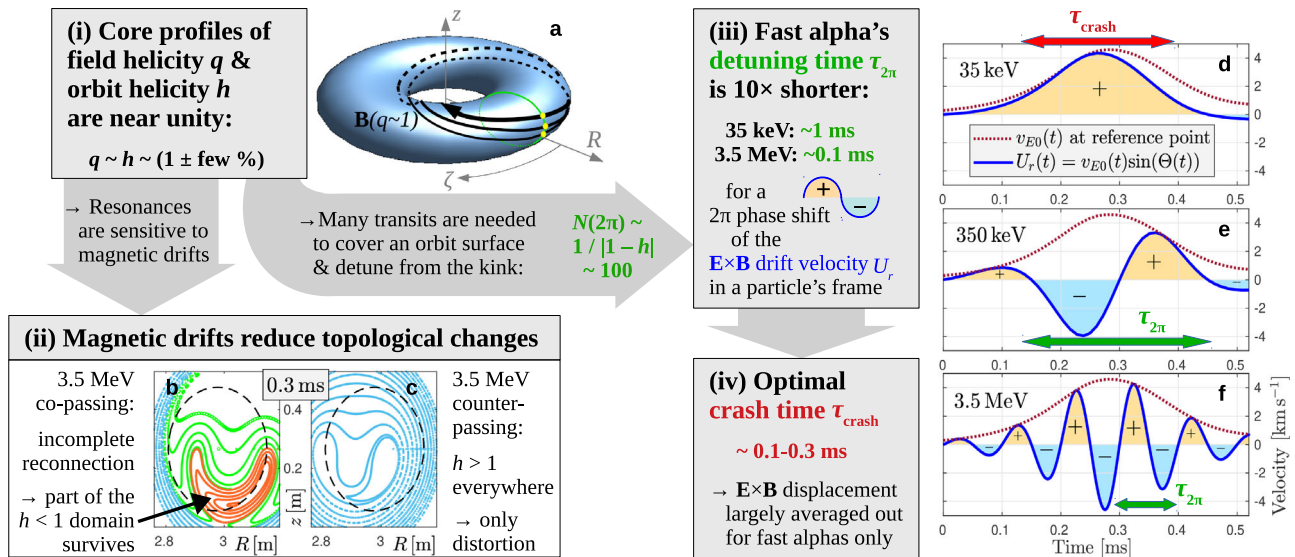 (i) Core profiles of
field helicity q &
orbit helicity h
are near unity:
q ~ h ~ (1 ± few %)
z
a
B(q~1)
R
ζ
→ Resonances
are sensitive to
magnetic drifts
→Many transits are needed
to cover an orbit surface
& detune from the kink:
N(2π) ~
1 / |1 – h|
~ 100
(ii) Magnetic drifts reduce topological changes
3.5 MeV
co-passing:
incomplete
reconnection
→ part of the
h < 1 domain
survives
b
0.3 ms
c
0.4
0.2
0
z [m]
2.8
3
R [m]
2.8
3
R [m]
3.5 MeV
counter-
passing:
h > 1
everywhere
→ only
distortion
(iii) Fast alpha’s
detuning time τ2π
is 10× shorter:
35 keV: ~1 ms
3.5 MeV: ~0.1 ms
+
−
for a
2π phase shift
of the
E×B drift velocity Ur
in a particle’s frame
(iv) Optimal
crash time τcrash
~ 0.1-0.3 ms
→ E×B displacement
largely averaged out
for fast alphas only
τcrash
35 keV
d
+
4
2
0
-2
-4
vE0(t) at reference point
Ur(t) = vE0(t)sin(Θ(t))
0
0.1
0.2
0.3
0.4
0.5
350 keV
e
+
−
+
−
4
2
0
-2
-4
τ2π
0
0.1
0.2
0.3
0.4
0.5
3.5 MeV
f
−
+
−
+
−
+
−
+
−
4
2
0
-2
-4
τ2π
0
0.1
0.2
0.3
0.4
0.5
Time [ms]
Velocity [km s−1]